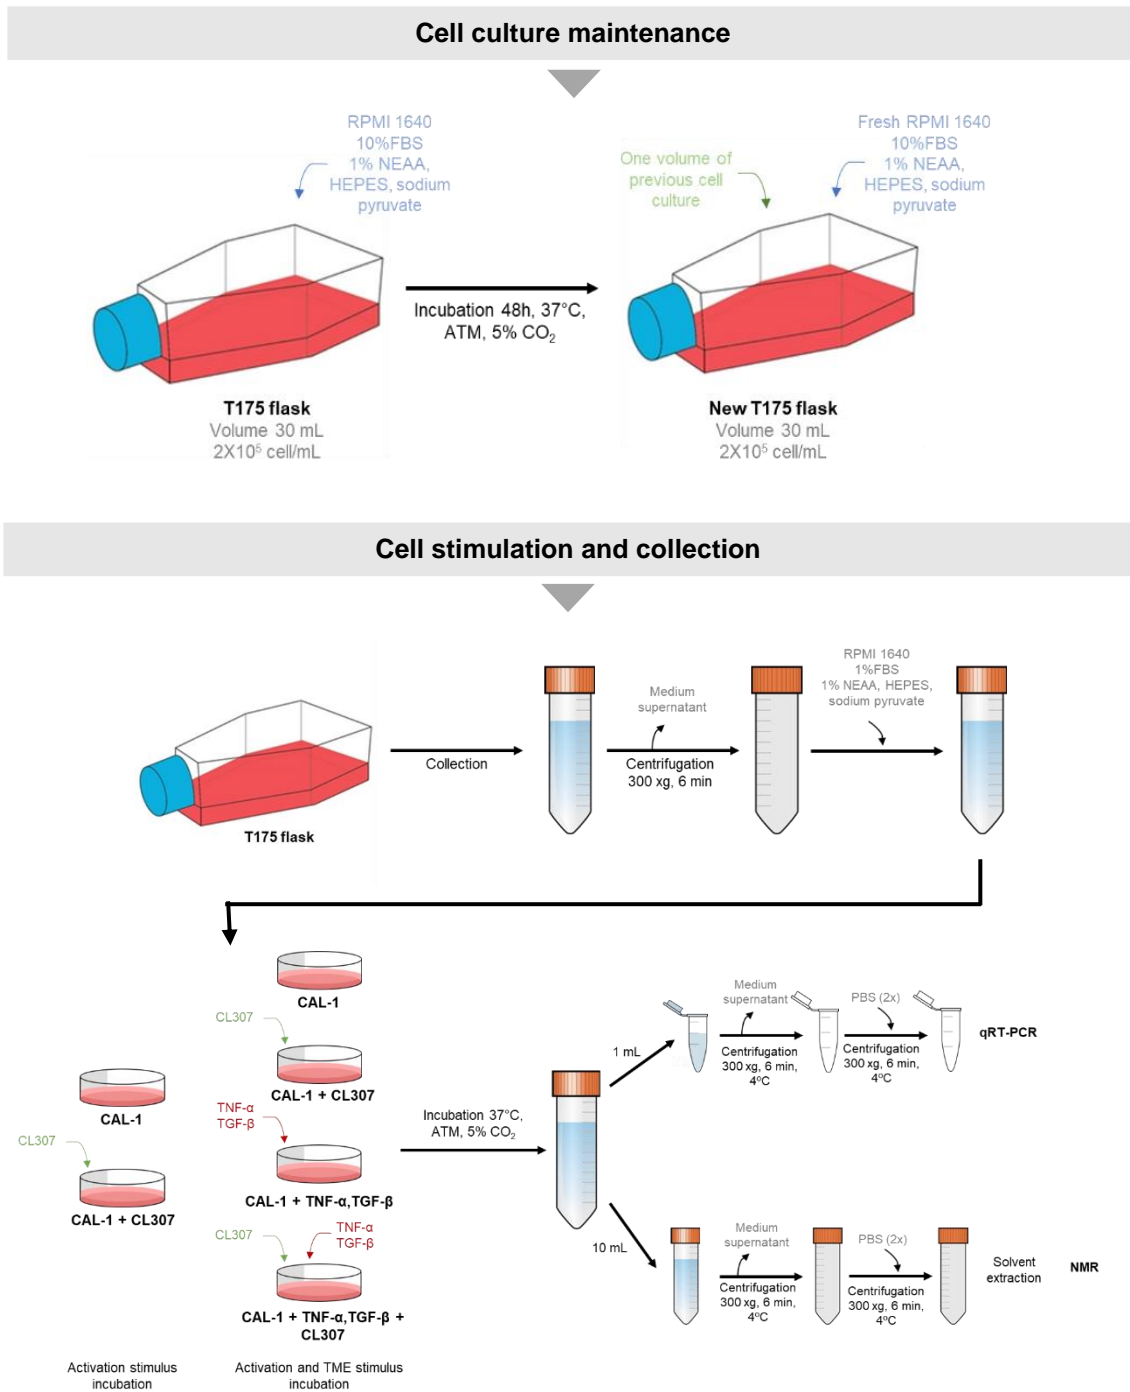 Cell culture maintenance
RPMI 1640
10%FBS
1% NEAA,
HEPES, sodium
pyruvate
One volume of
previous cell
culture
Fresh RPMI 1640
10%FBS
1% NEAA,
HEPES, sodium
pyruvate
Incubation 48h, 37°C,
ATM, 5% CO₂
T175 flask
Volume 30 mL
2X10⁵ cell/mL
New T175 flask
Volume 30 mL
2X10⁵ cell/mL
Cell stimulation and collection
T175 flask
Collection
Medium
supernatant
Centrifugation
300 xg, 6 min
RPMI 1640
1%FBS
1% NEAA, HEPES,
sodium pyruvate
CAL-1
CL307
CAL-1 + CL307
Activation stimulus
incubation
CAL-1
CL307
CAL-1 + CL307
TNF-α
TGF-β
CAL-1 + TNF-α,TGF-β
CL307
TNF-α
TGF-β
CAL-1 + TNF-α,TGF-β +
CL307
Activation and TME stimulus
incubation
Incubation 37°C,
ATM, 5% CO₂
1 mL
Medium
supernatant
Centrifugation
300 xg, 6 min,
4ºC
PBS (2x)
Centrifugation
300 xg, 6 min,
4ºC
qRT-PCR
10 mL
Medium
supernatant
Centrifugation
300 xg, 6 min,
4ºC
PBS (2x)
Centrifugation
300 xg, 6 min,
4ºC
Solvent
extraction
NMR